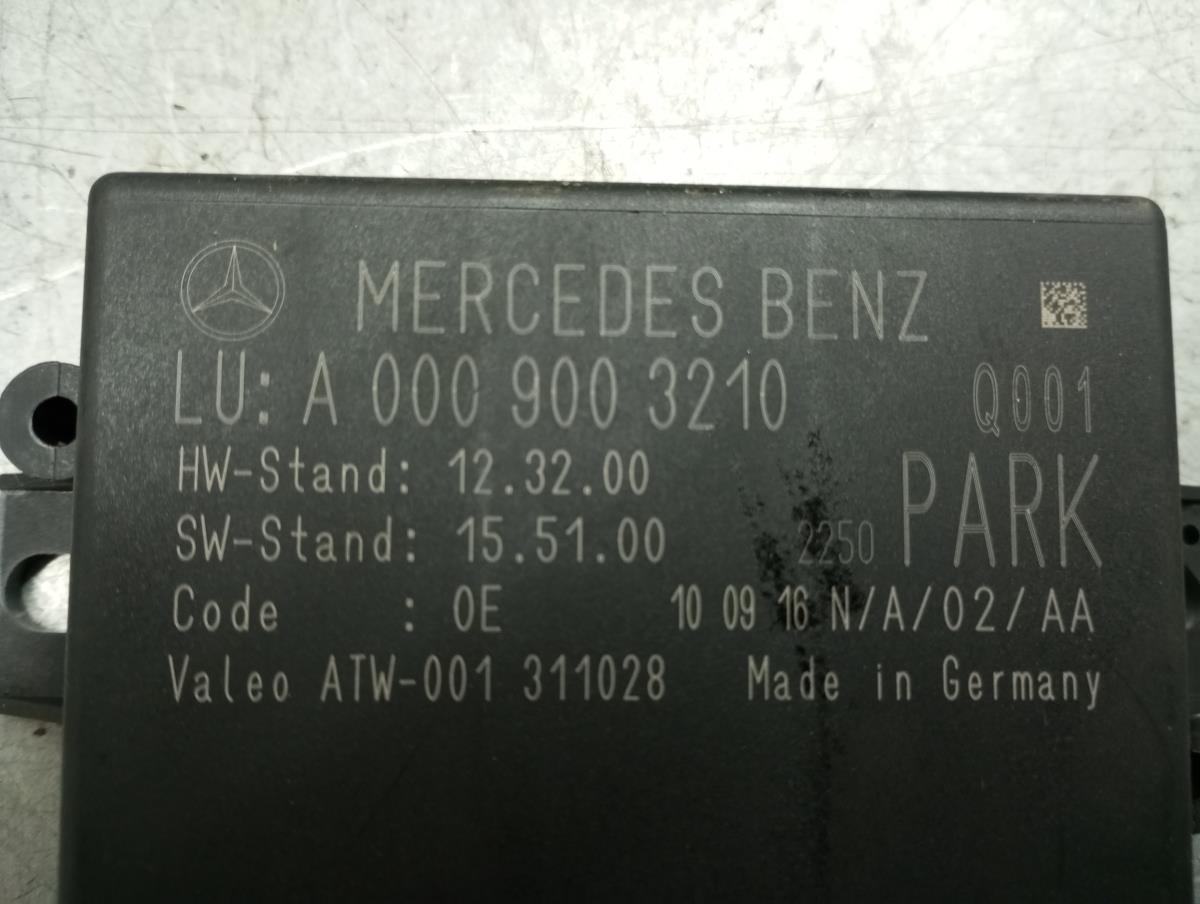 MERCEDES BENZ
LU: A 000 900 3210 Q001
HW-Stand: 12.32.00
SW-Stand: 15.51.00 2250 PARK
Code : 0E 10 09 16 N/A/02/AA
Valeo ATW-001 311028 Made in Germany